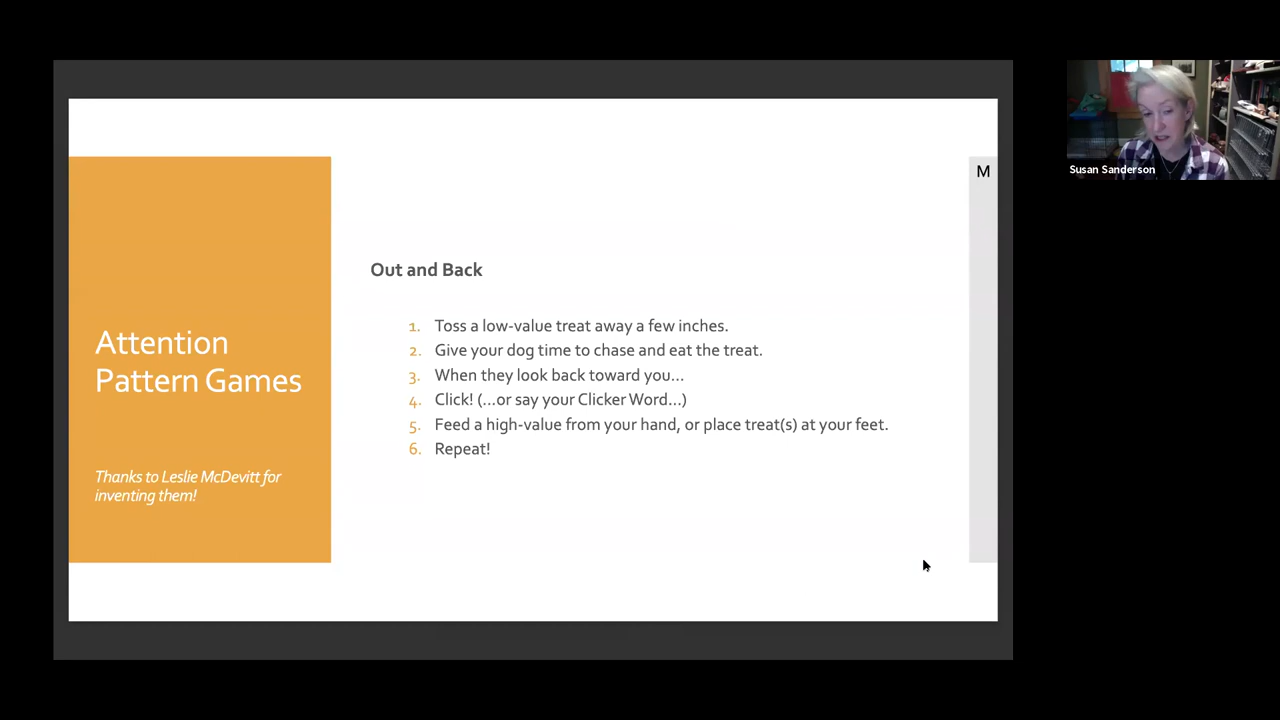 Attention
Pattern Games
Thanks to Leslie McDevitt for
inventing them!
Out and Back
1. Toss a low-value treat away a few inches.
2. Give your dog time to chase and eat the treat.
3. When they look back toward you...
4. Click! (...or say your Clicker Word...)
5. Feed a high-value from your hand, or place treat(s) at your feet.
6. Repeat!
M
Susan Sanderson